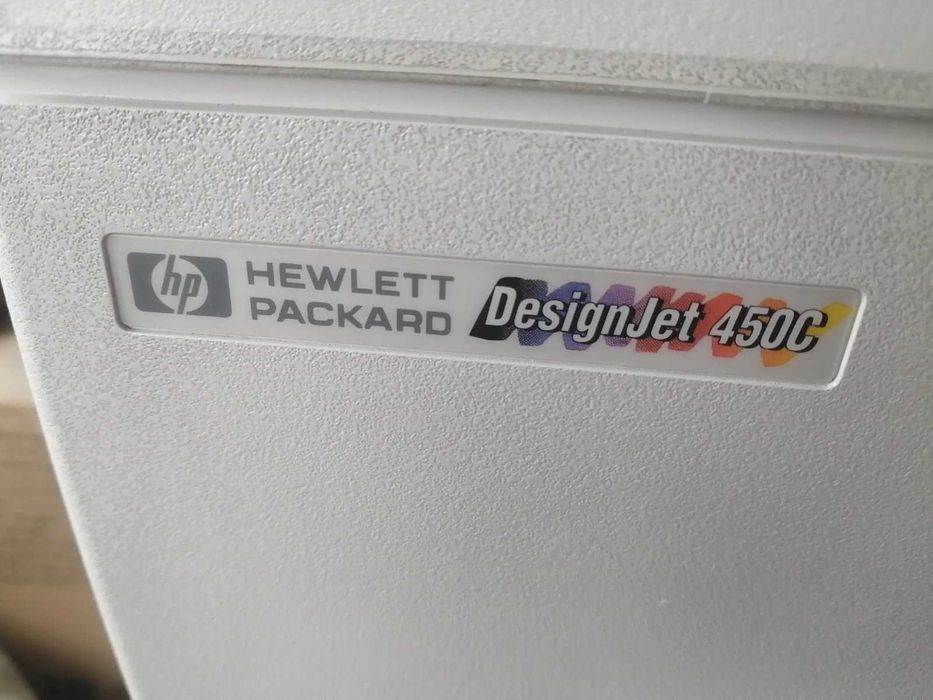 hp
HEWLETT
PACKARD
DesignJet 450C